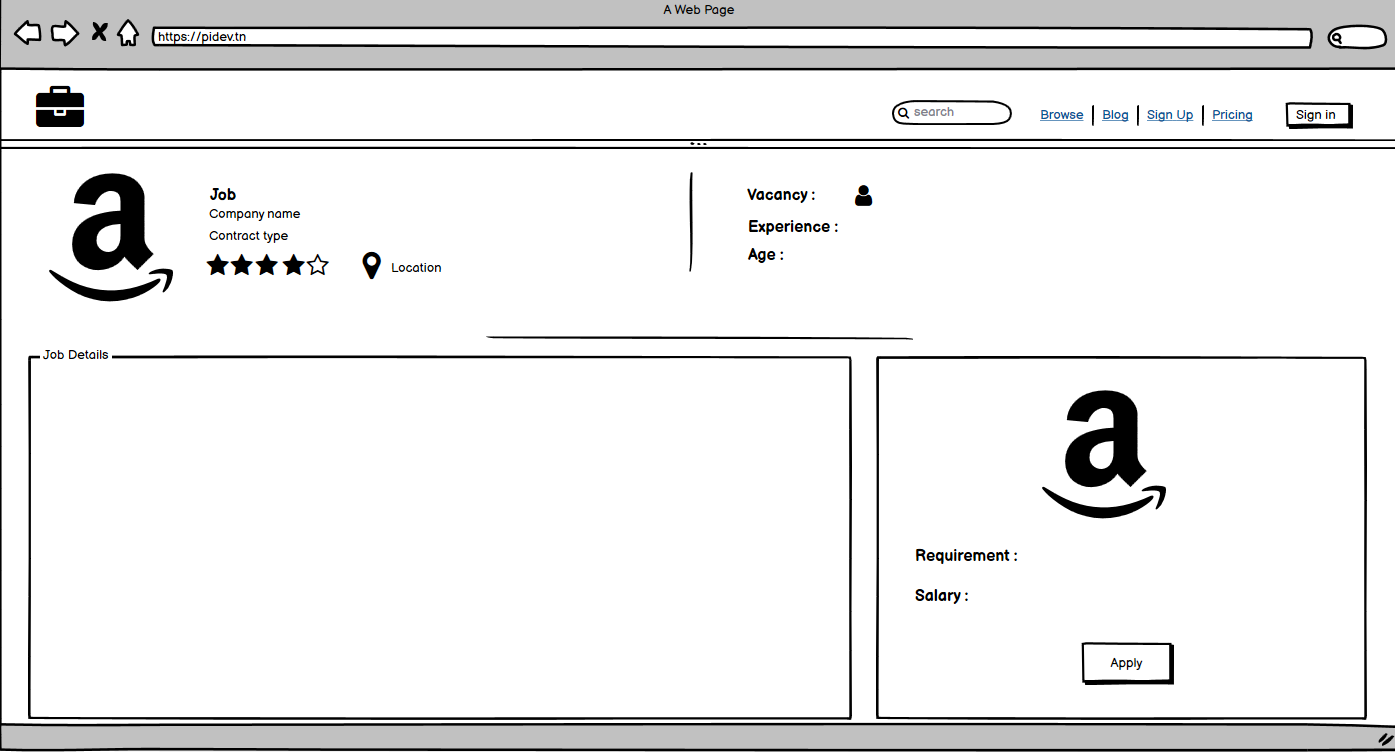 A Web Page
https://pidev.tn
search
Browse Blog Sign Up Pricing
Sign in
Job
Company name
Contract type
Location
Vacancy :
Experience :
Age :
Job Details
Requirement :
Salary :
Apply